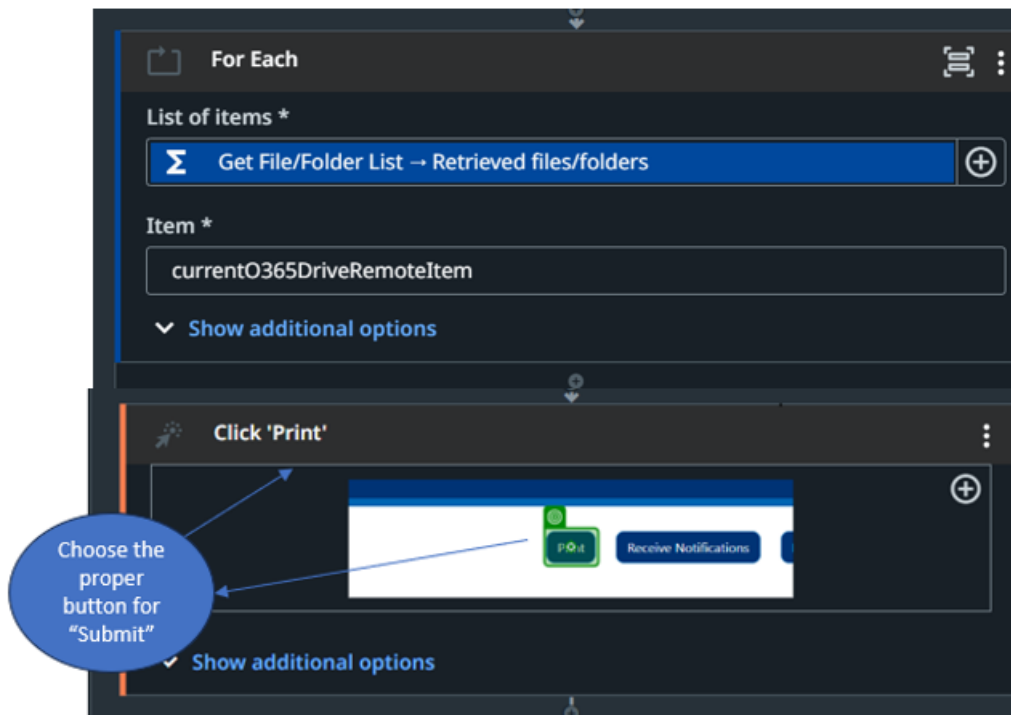 For Each
List of items *
Σ Get File/Folder List → Retrieved files/folders
Item *
currentO365DriveRemoteItem
Show additional options
Click 'Print'
Print Receive Notifications
Choose the
proper
button for
“Submit”
Show additional options